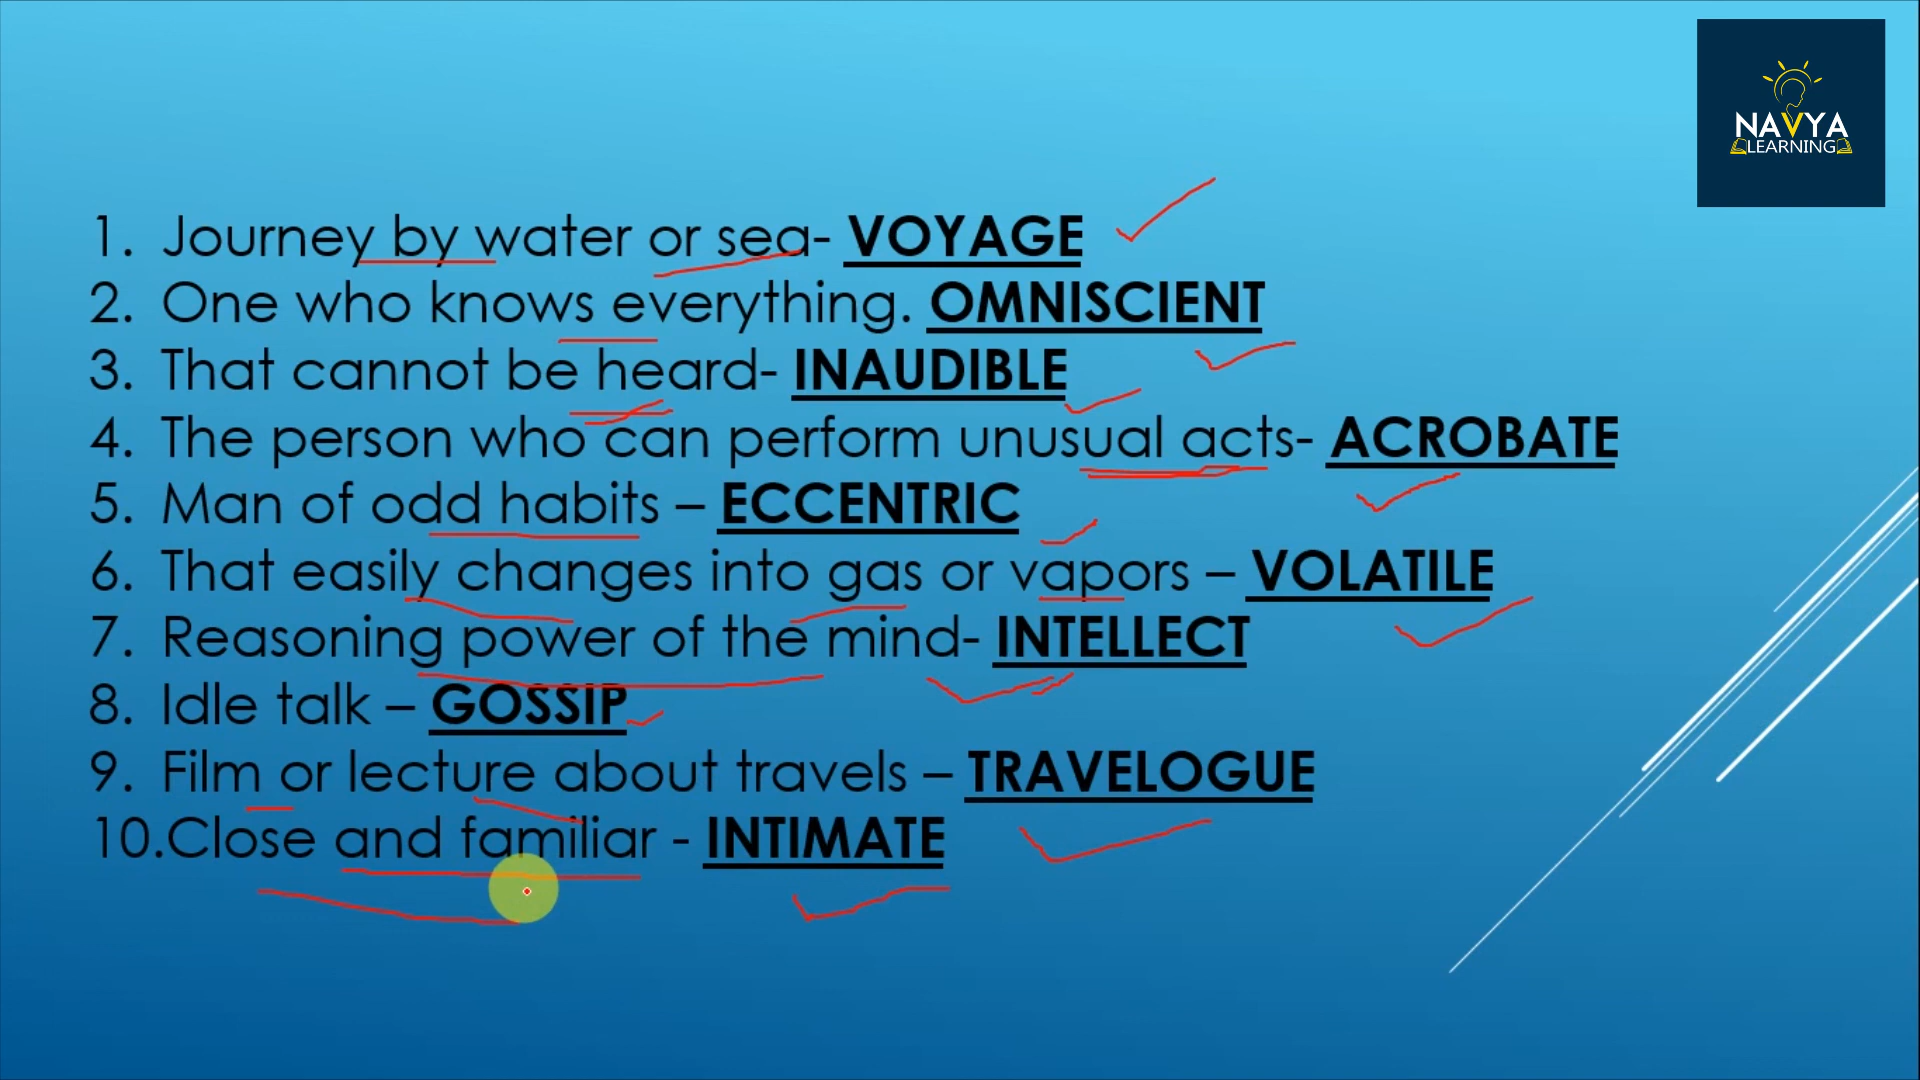 NAVYA
LEARNING
1. Journey by water or sea- VOYAGE
2. One who knows everything. OMNISCIENT
3. That cannot be heard- INAUDIBLE
4. The person who can perform unusual acts- ACROBATE
5. Man of odd habits – ECCENTRIC
6. That easily changes into gas or vapors – VOLATILE
7. Reasoning power of the mind- INTELLECT
8. Idle talk – GOSSIP
9. Film or lecture about travels – TRAVELOGUE
10.Close and familiar - INTIMATE